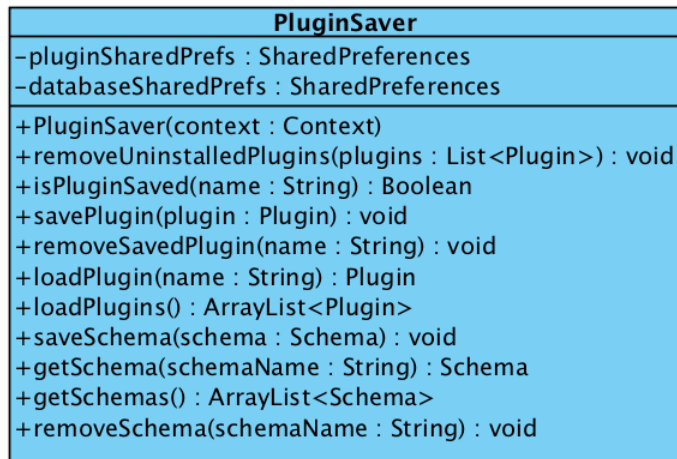 PluginSaver
-pluginSharedPrefs : SharedPreferences
-databaseSharedPrefs : SharedPreferences
+PluginSaver(context : Context)
+removeUninstalledPlugins(plugins : List<Plugin>) : void
+isPluginSaved(name : String) : Boolean
+savePlugin(plugin : Plugin) : void
+removeSavedPlugin(name : String) : void
+loadPlugin(name : String) : Plugin
+loadPlugins() : ArrayList<Plugin>
+saveSchema(schema : Schema) : void
+getSchema(schemaName : String) : Schema
+getSchemas() : ArrayList<Schema>
+removeSchema(schemaName : String) : void